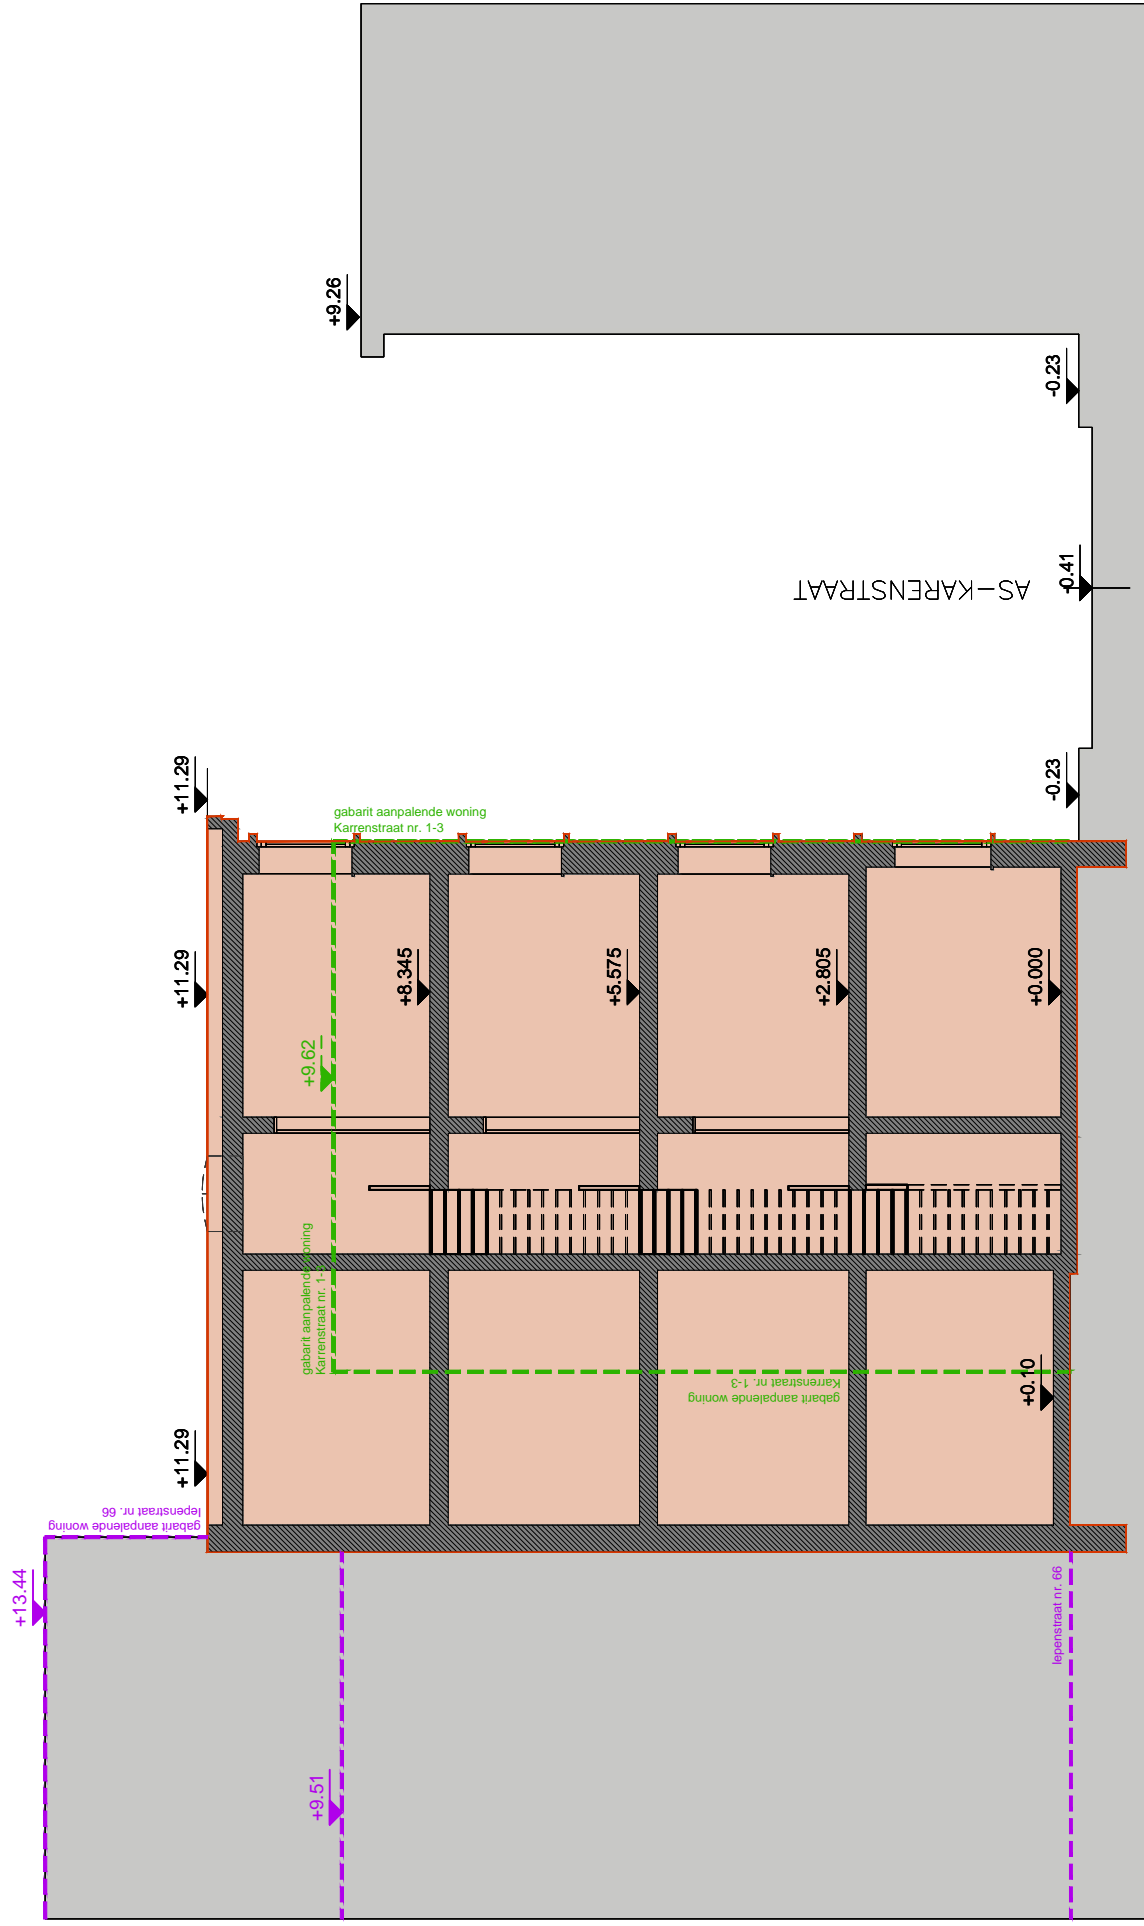 +9.26
-0.23
-0.41
AS-KARENSTRAAT
-0.23
+11.29
gabarit aanpalende woning
Karrenstraat nr. 1-3
+11.29
+8.345
+5.575
+2.805
+0.000
+9.62
gabarit aanpalende woning
Karrenstraat nr. 1-3
gabarit aanpalende woning
Karrenstraat nr. 1-3
+0.10
+11.29
gabarit aanpalende woning
Iepenstraat nr. 66
+13.44
Iepenstraat nr. 66
+9.51